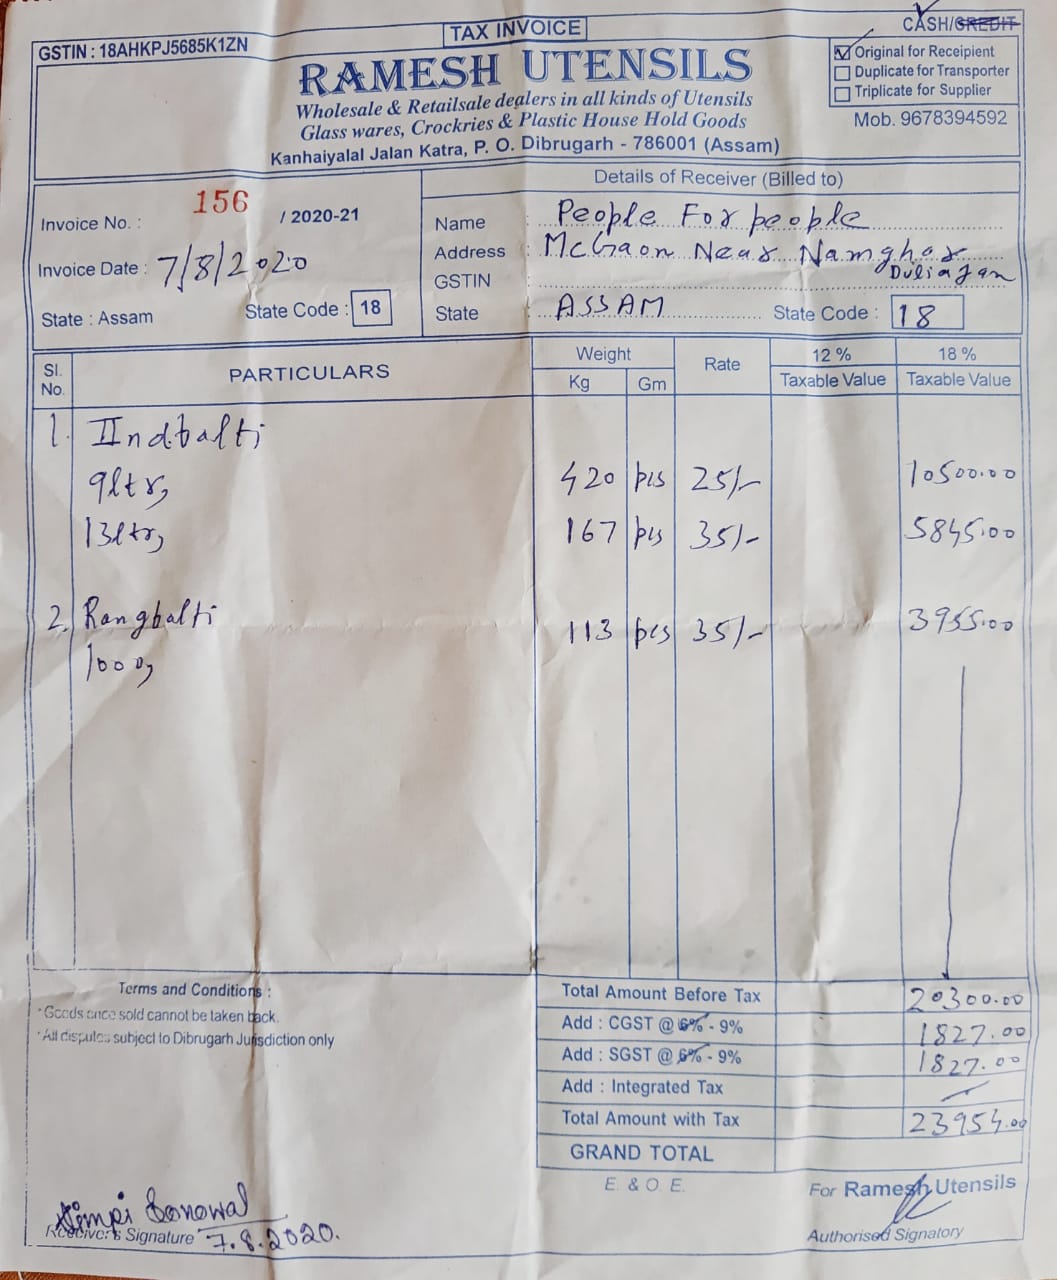 TAX INVOICE
CASH/CREDIT
GSTIN : 18AHKPJ5685K1ZN
Original for Receipient
Duplicate for Transporter
Triplicate for Supplier
RAMESH UTENSILS
Wholesale & Retailsale dealers in all kinds of Utensils
Glass wares, Crockries & Plastic House Hold Goods
Mob. 9678394592
Kanhaiyalal Jalan Katra, P. O. Dibrugarh - 786001 (Assam)
Invoice No. : 156 / 2020-21
Invoice Date : 7/8/2020
State : Assam State Code : 18
Details of Receiver (Billed to)
Name : People For people
Address : McGaon Near Namghar
Duliajan
GSTIN
State : ASSAM State Code : 18
Sl. No. PARTICULARS Weight Kg Gm Rate 12 % Taxable Value 18 % Taxable Value
1. IIndbalti
9ltr, 420 pcs 25/- 10500.00
13ltr, 167 pcs 35/- 5845.00
2. Rangbalti 113 pcs 35/- 3955.00
1000,
Terms and Conditions :
*Goods once sold cannot be taken back.
*All disputes subject to Dibrugarh Jurisdiction only
Total Amount Before Tax 20300.00
Add : CGST @ 6% - 9% 1827.00
Add : SGST @ 6% - 9% 1827.00
Add : Integrated Tax
Total Amount with Tax 23954.00
GRAND TOTAL
E. & O. E.
For Ramesh Utensils
Authorised Signatory
Simpi Sonowal
Receiver's Signature 7.8.2020.